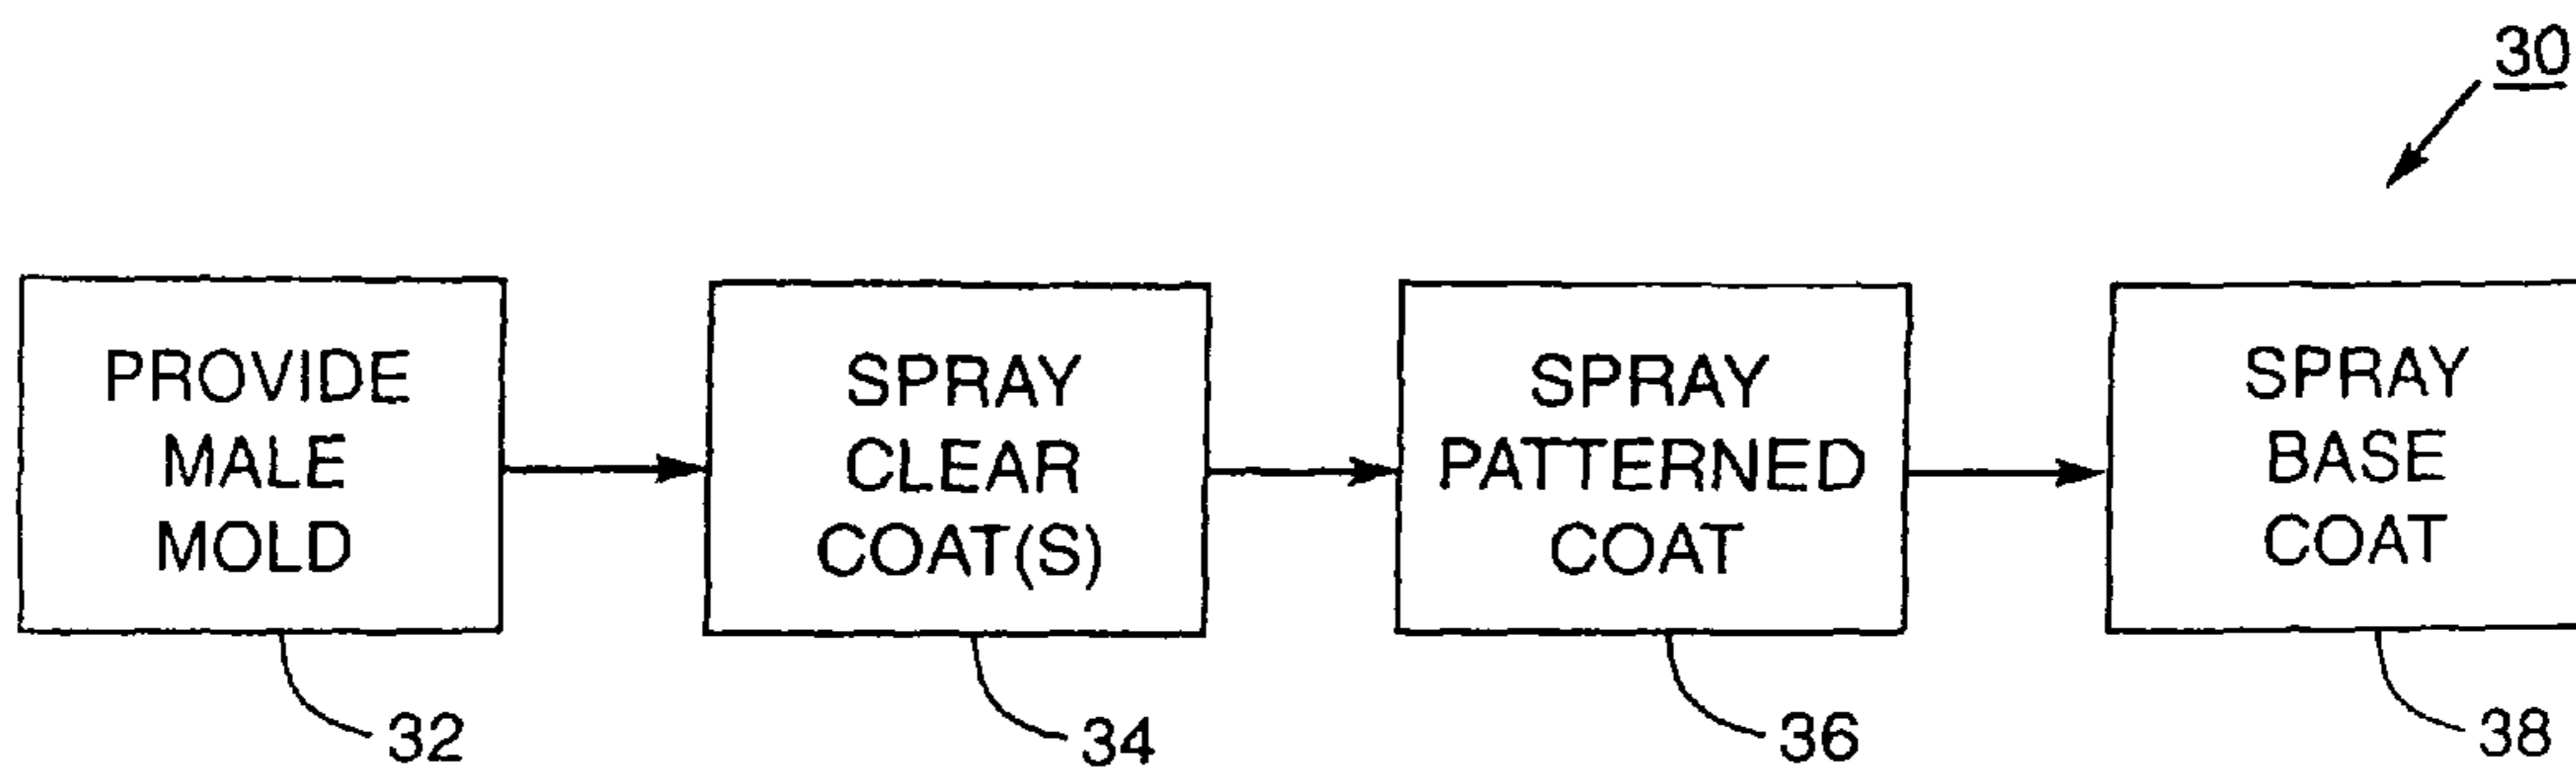 30
PROVIDE
MALE
MOLD
SPRAY
CLEAR
COAT(S)
SPRAY
PATTERNED
COAT
SPRAY
BASE
COAT
32
34
36
38